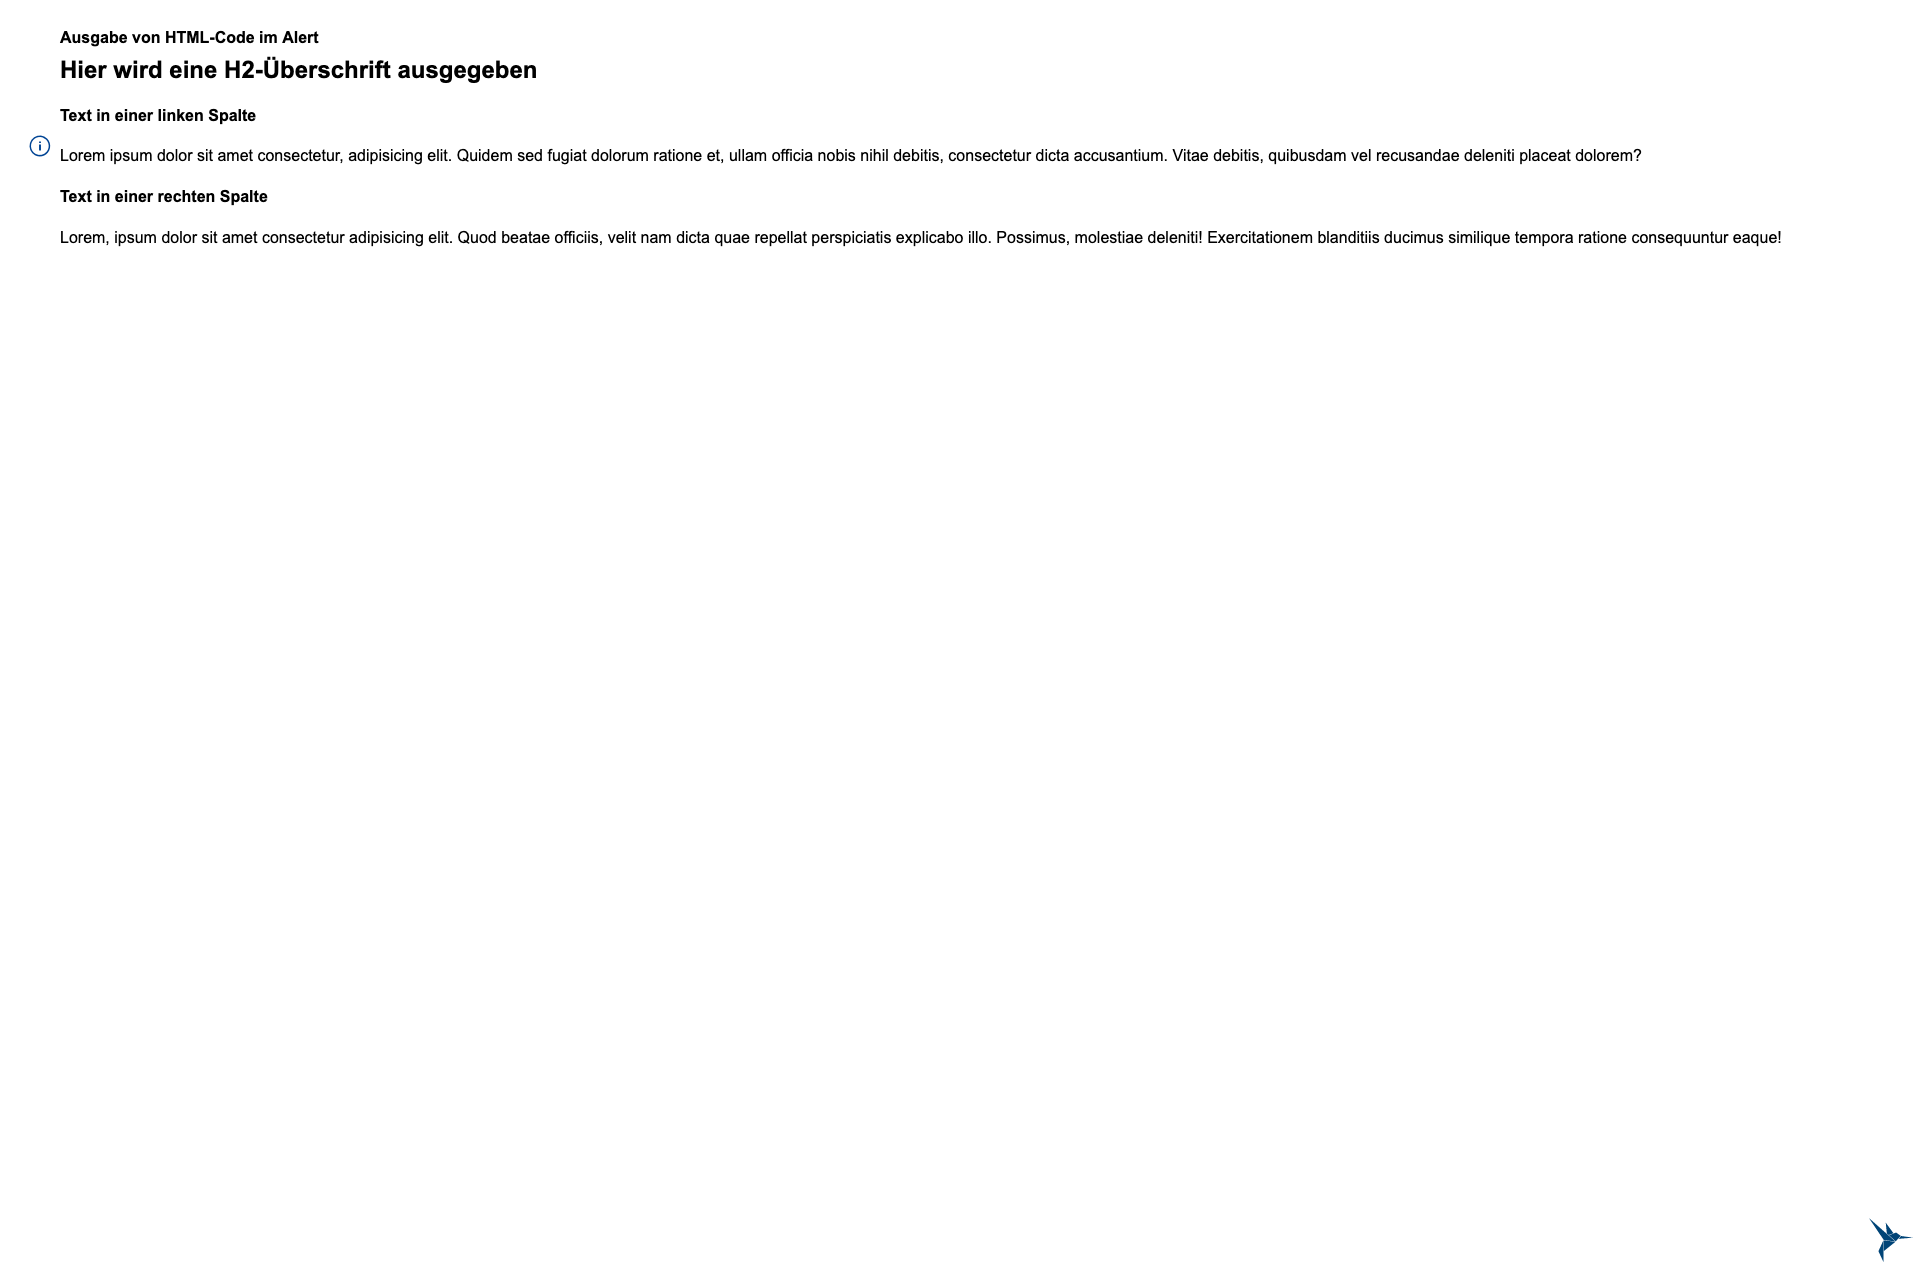 Ausgabe von HTML-Code im Alert
Hier wird eine H2-Überschrift ausgegeben
Text in einer linken Spalte
Lorem ipsum dolor sit amet consectetur, adipisicing elit. Quidem sed fugiat dolorum ratione et, ullam officia nobis nihil debitis, consectetur dicta accusantium. Vitae debitis, quibusdam vel recusandae deleniti placeat dolorem?
Text in einer rechten Spalte
Lorem, ipsum dolor sit amet consectetur adipisicing elit. Quod beatae officiis, velit nam dicta quae repellat perspiciatis explicabo illo. Possimus, molestiae deleniti! Exercitationem blanditiis ducimus similique tempora ratione consequuntur eaque!